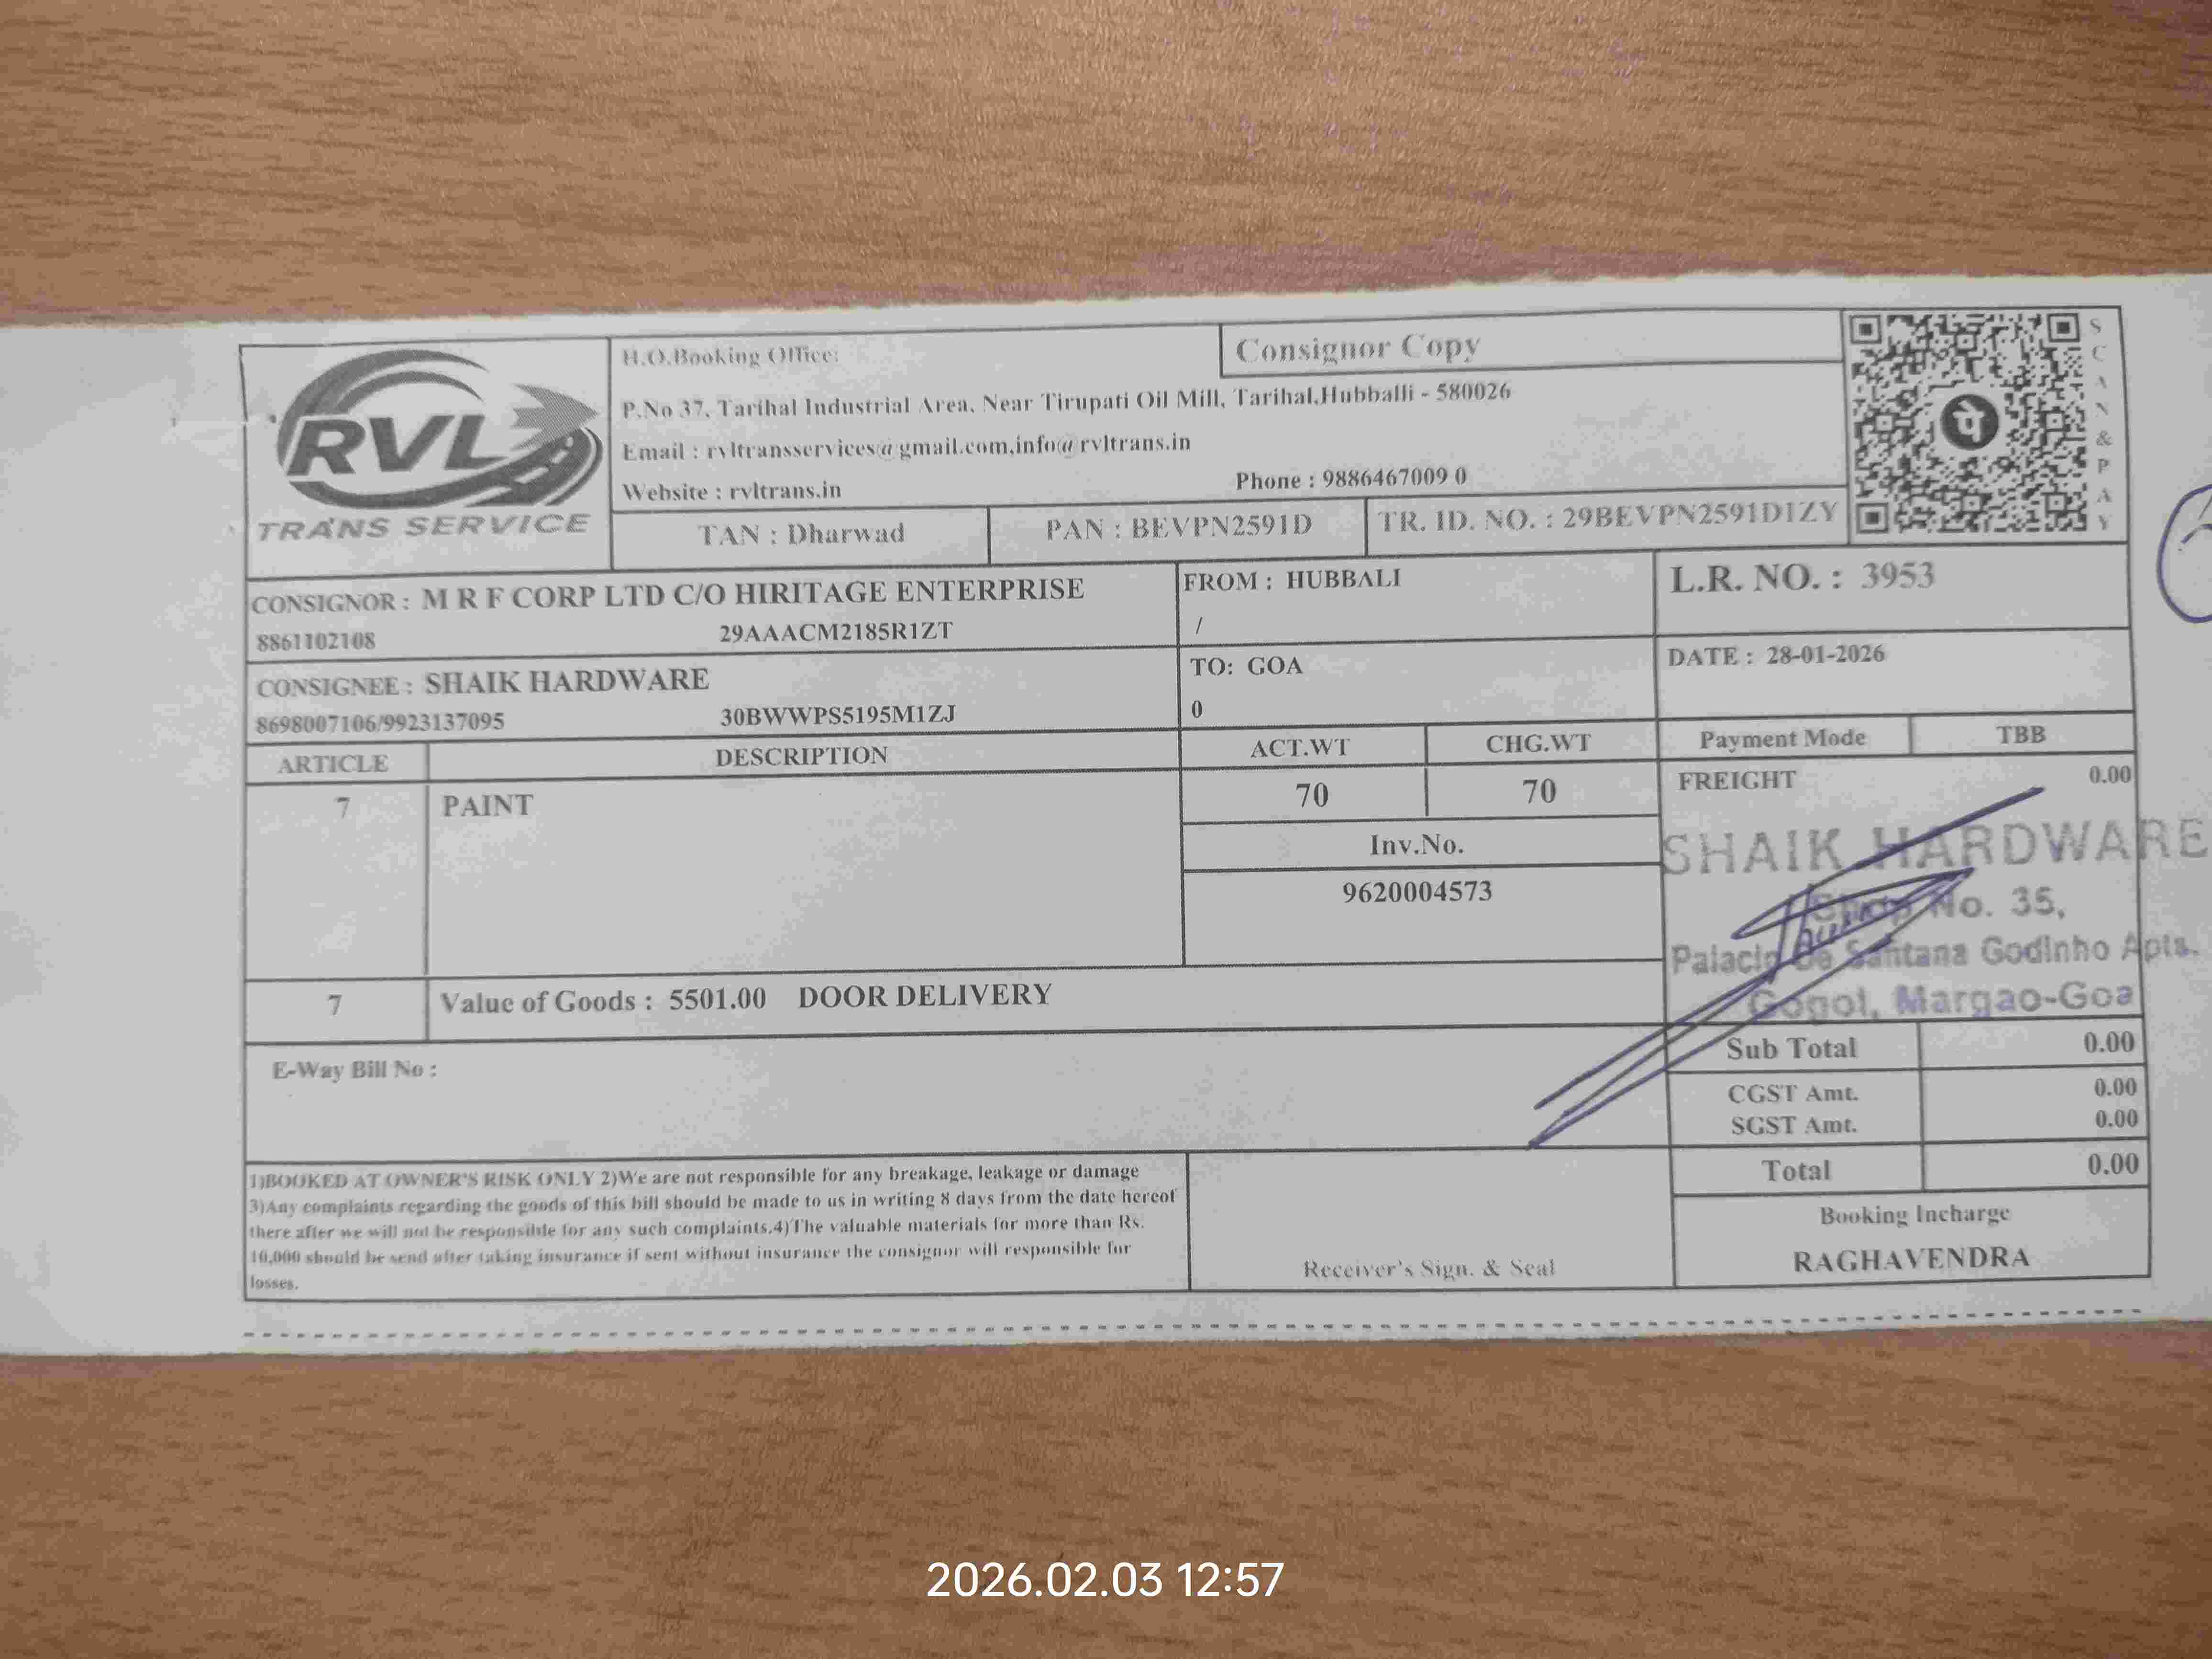 RVL
TRANS SERVICE
H.O.Booking Office:
Consignor Copy
P.No 37, Tarihal Industrial Area, Near Tirupati Oil Mill, Tarihal,Hubballi - 580026
Email : rvltransservices@gmail.com,info@rvltrans.in
Website : rvltrans.in
Phone : 9886467009 0
TAN : Dharwad
PAN : BEVPN2591D
TR. ID. NO. : 29BEVPN2591D1ZY
पे
SCAN & PAY
CONSIGNOR : M R F CORP LTD C/O HIRITAGE ENTERPRISE
8861102108 29AAACM2185R1ZT
FROM : HUBBALI
/
L.R. NO. : 3953
CONSIGNEE : SHAIK HARDWARE
8698007106/9923137095 30BWWPS5195M1ZJ
TO: GOA
0
DATE : 28-01-2026
ARTICLE DESCRIPTION ACT.WT CHG.WT Payment Mode TBB
7 PAINT 70 70 FREIGHT 0.00
Inv.No.
9620004573
SHAIK HARDWARE
Shop No. 35,
Palacio De Santana Godinho Apts.
Gogol, Margao-Goa
7 Value of Goods : 5501.00 DOOR DELIVERY
Sub Total 0.00
E-Way Bill No :
CGST Amt. 0.00
SGST Amt. 0.00
Total 0.00
1)BOOKED AT OWNER'S RISK ONLY 2)We are not responsible for any breakage, leakage or damage
3)Any complaints regarding the goods of this bill should be made to us in writing 8 days from the date hereof
there after we will not be responsible for any such complaints.4)The valuable materials for more than Rs.
10,000 should be send after taking insurance if sent without insurance the consignor will responsible for
losses.
Receiver's Sign. & Seal
Booking Incharge
RAGHAVENDRA
2026.02.03 12:57